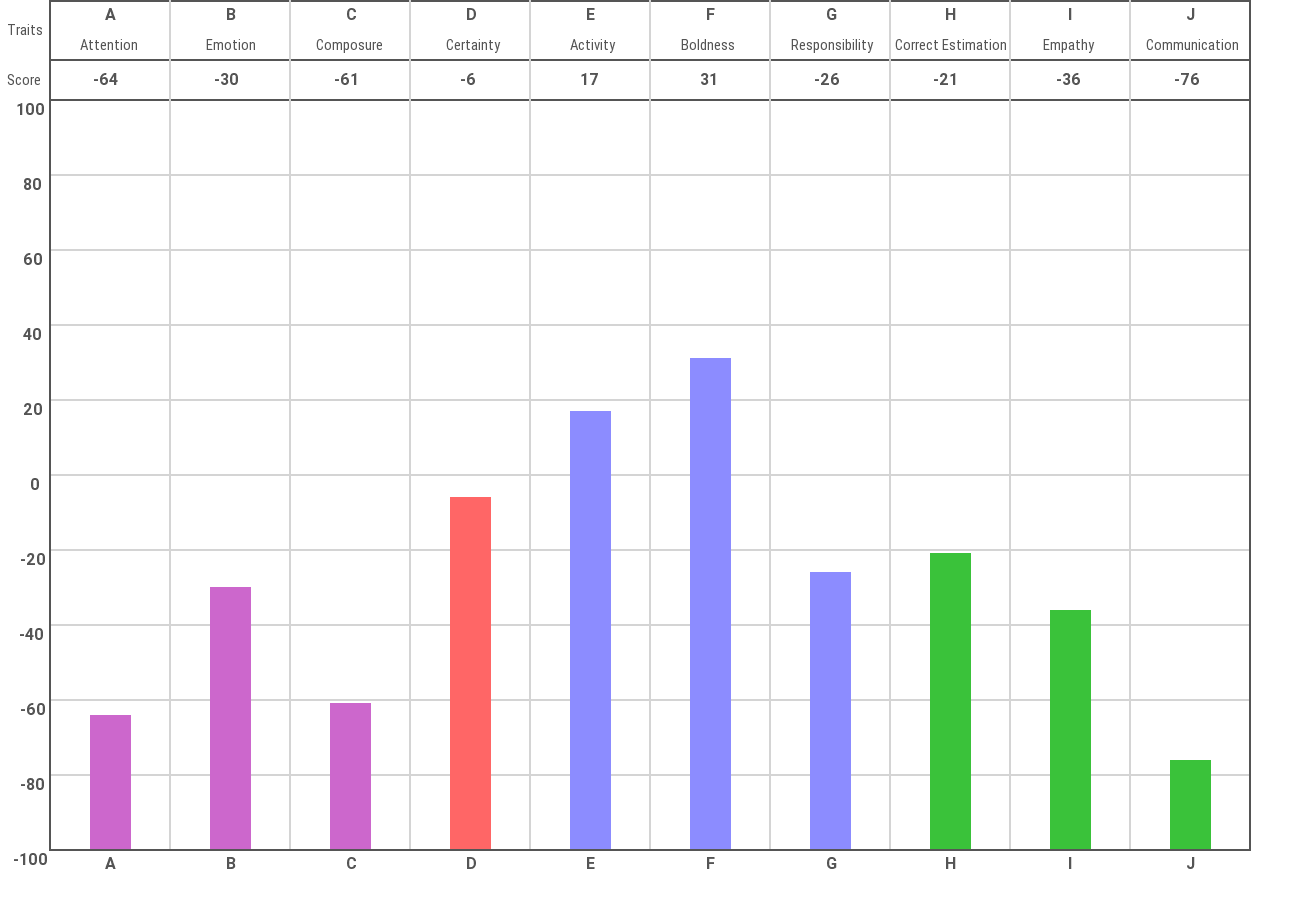 Traits A B C D E F G H I J
Attention Emotion Composure Certainty Activity Boldness Responsibility Correct Estimation Empathy Communication
Score -64 -30 -61 -6 17 31 -26 -21 -36 -76
100
80
60
40
20
0
-20
-40
-60
-80
-100
A B C D E F G H I J